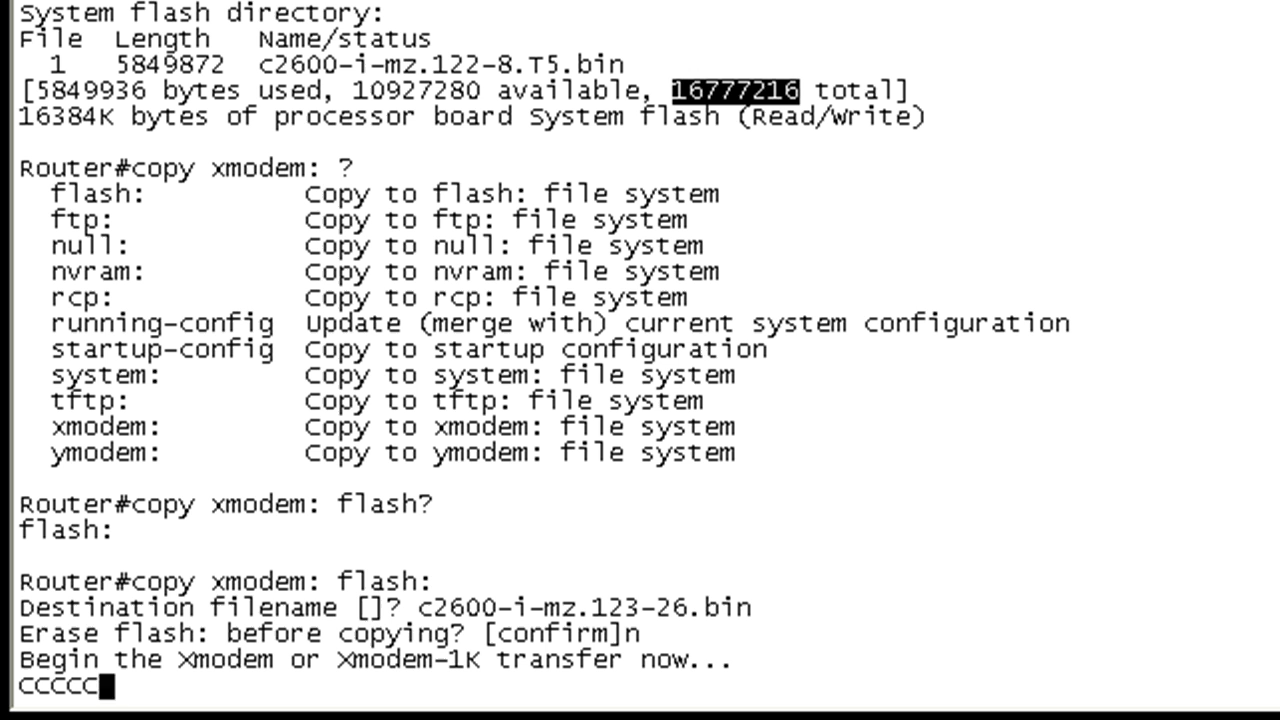 System flash directory:
File  Length   Name/status
  1   5849872  c2600-i-mz.122-8.T5.bin
[5849936 bytes used, 10927280 available, 16777216 total]
16384K bytes of processor board System flash (Read/Write)
Router#copy xmodem: ?
  flash:          Copy to flash: file system
  ftp:            Copy to ftp: file system
  null:           Copy to null: file system
  nvram:          Copy to nvram: file system
  rcp:            Copy to rcp: file system
  running-config  Update (merge with) current system configuration
  startup-config  Copy to startup configuration
  system:         Copy to system: file system
  tftp:           Copy to tftp: file system
  xmodem:         Copy to xmodem: file system
  ymodem:         Copy to ymodem: file system
Router#copy xmodem: flash?
flash:
Router#copy xmodem: flash:
Destination filename []? c2600-i-mz.123-26.bin
Erase flash: before copying? [confirm]n
Begin the Xmodem or Xmodem-1K transfer now...
CCCCC